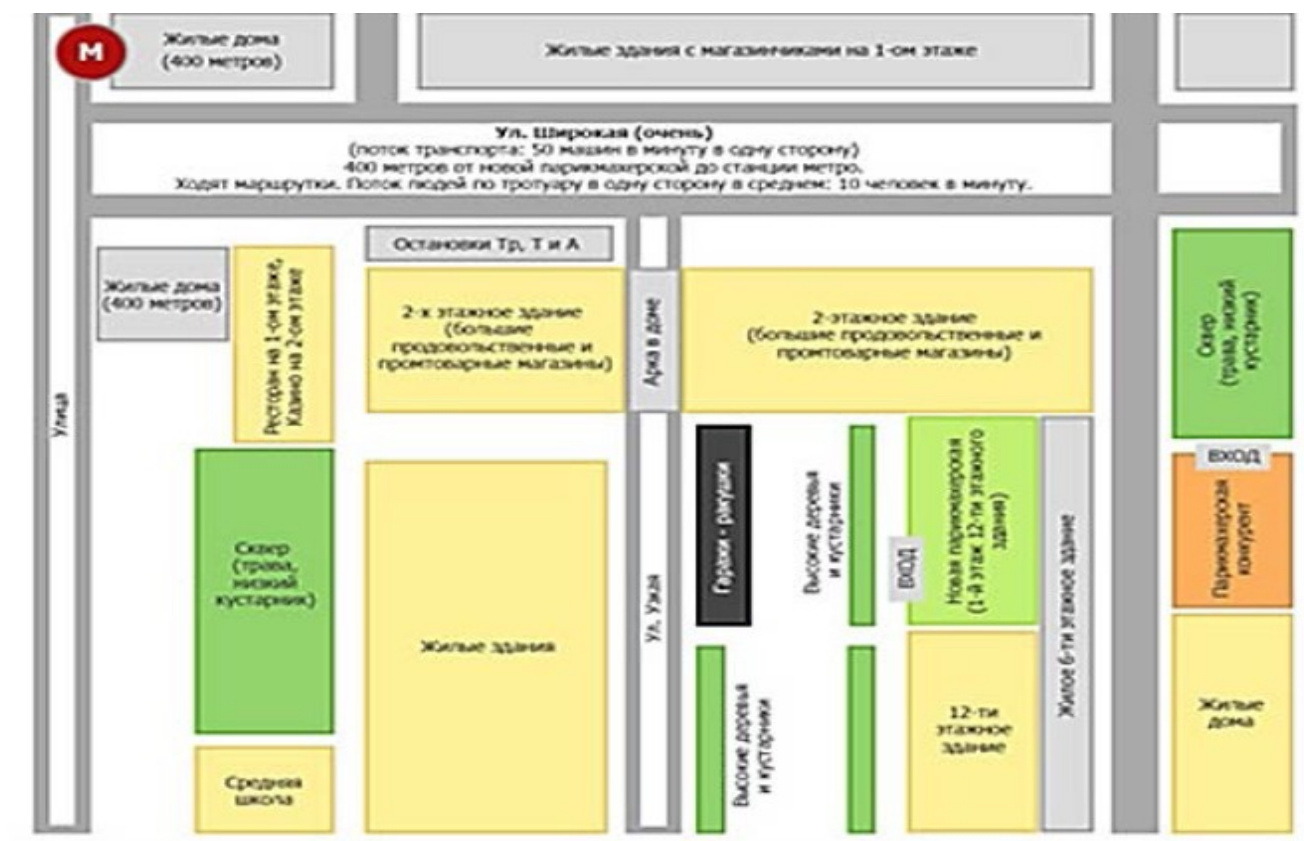 М
Жилые дома
(400 метров)
Жилые здания с магазинчиками на 1-ом этаже
Ул. Широкая (очень)
(поток транспорта: 50 машин в минуту в одну сторону)
400 метров от новой парикмахерской до станции метро.
Ходят маршрутки. Поток людей по тротуару в одну сторону в среднем: 10 человек в минуту.
Улица
Жилые дома
(400 метров)
Ресторан на 1-ом этаже,
Казино на 2-ом этаже
Остановки Тр, Т и А
2-х этажное здание
(большие
продовольственные и
промтоварные магазины)
Арка в доме
2-этажное здание
(большие продовольственные и
промтоварные магазины)
Сквер
(трава, низкий
кустарник)
Сквер
(трава,
низкий
кустарник)
Жилые здания
Средняя
школа
Ул. Узкая
Гаражи - ракушки
Высокие деревья
и кустарники
Высокие деревья
и кустарники
ВХОД
Новая парикмахерская
(1-й этаж 12-ти этажного
здания)
12-ти
этажное
здание
Жилое 6-ти этажное здание
ВХОД
Парикмахерская
конкурент
Жилые
дома